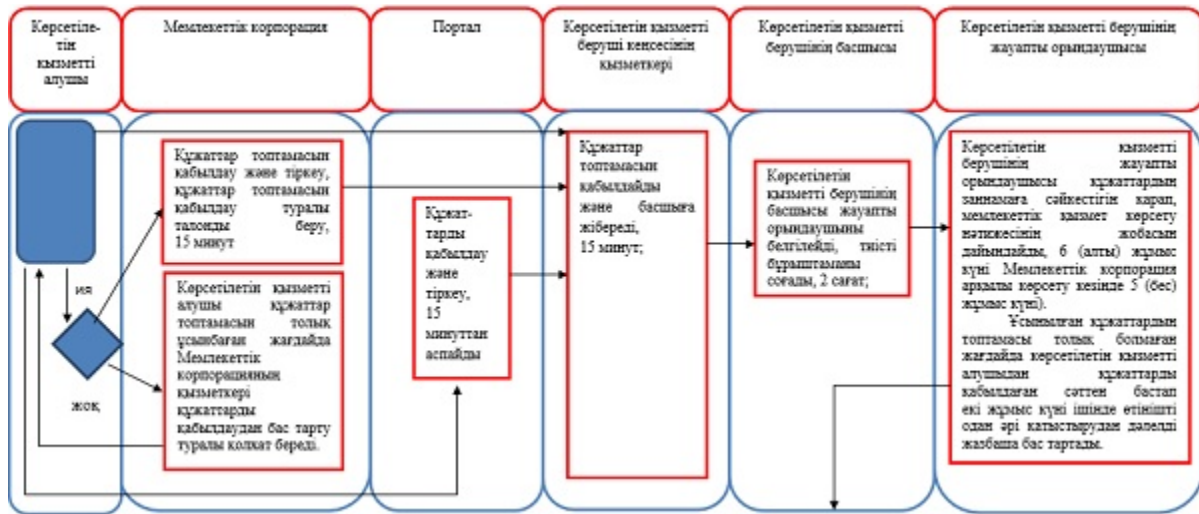 Көрсетіле-
тін
қызметті
алушы
Мемлекеттік корпорация
Портал
Көрсетілетін қызметті
беруші кеңсесінің
қызметкері
Көрсетілетін қызметті
берушінің басшысы
Көрсетілетін қызметті берушінің
жауапты орындаушысы
Құжаттар топтамасын
қабылдау және тіркеу,
құжаттар топтамасын
қабылдау туралы
талонды беру,
15 минут
Көрсетілетін қызметті
алушы құжаттар
топтамасын толық
ұсынбаған жағдайда
Мемлекеттік
корпорацияның
қызметкері
құжаттарды
қабылдаудан бас тарту
туралы қолхат береді.
ия
жоқ
Құжат-
тарды
қабылдау
және
тіркеу,
15
минуттан
аспайды
Құжаттар
топтамасын
қабылдайды
және басшыға
жібереді,
15 минут;
Көрсетілетін
қызметті берушінің
басшысы жауапты
орындаушыны
белгілейді, тиісті
бұрыштаманы
соғады, 2 сағат;
Көрсетілетін қызметті
берушінің жауапты
орындаушысы құжаттардың
заңнамаға сәйкестігін қарап,
мемлекеттік қызмет көрсету
нәтижесінің жобасын
дайындайды, 6 (алты) жұмыс
күні Мемлекеттік корпорация
арқылы көрсету кезінде 5 (бес)
жұмыс күні).
Ұсынылған құжаттардың
топтамасы толық болмаған
жағдайда көрсетілетін қызметті
алушыдан құжаттарды
қабылдаған сәттен бастап
екі жұмыс күні ішінде өтінішті
одан әрі қатыстырудан дәлелді
жазбаша бас тартады.